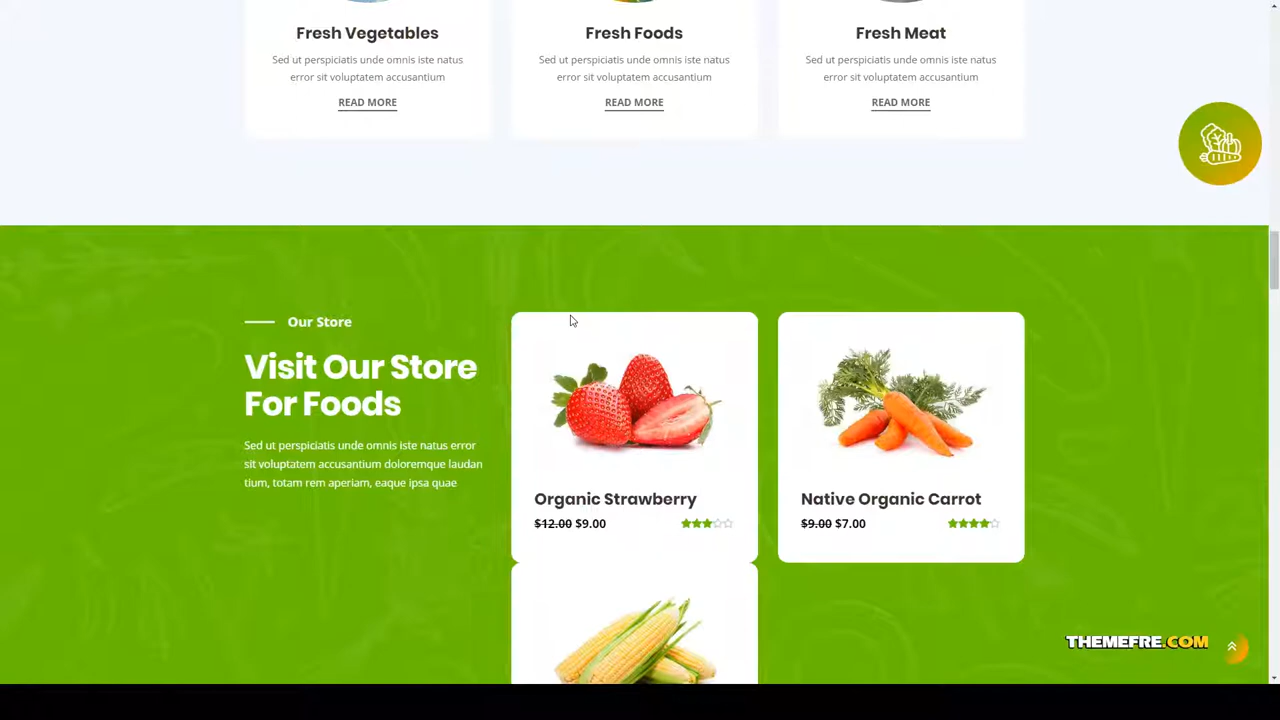 Fresh Vegetables
Sed ut perspiciatis unde omnis iste natus
error sit voluptatem accusantium
READ MORE
Fresh Foods
Sed ut perspiciatis unde omnis iste natus
error sit voluptatem accusantium
READ MORE
Fresh Meat
Sed ut perspiciatis unde omnis iste natus
error sit voluptatem accusantium
READ MORE
Our Store
Visit Our Store
For Foods
Sed ut perspiciatis unde omnis iste natus error
sit voluptatem accusantium doloremque laudan
tium, totam rem aperiam, eaque ipsa quae
Organic Strawberry
$12.00 $9.00
Native Organic Carrot
$9.00 $7.00
THEMEFRE.COM